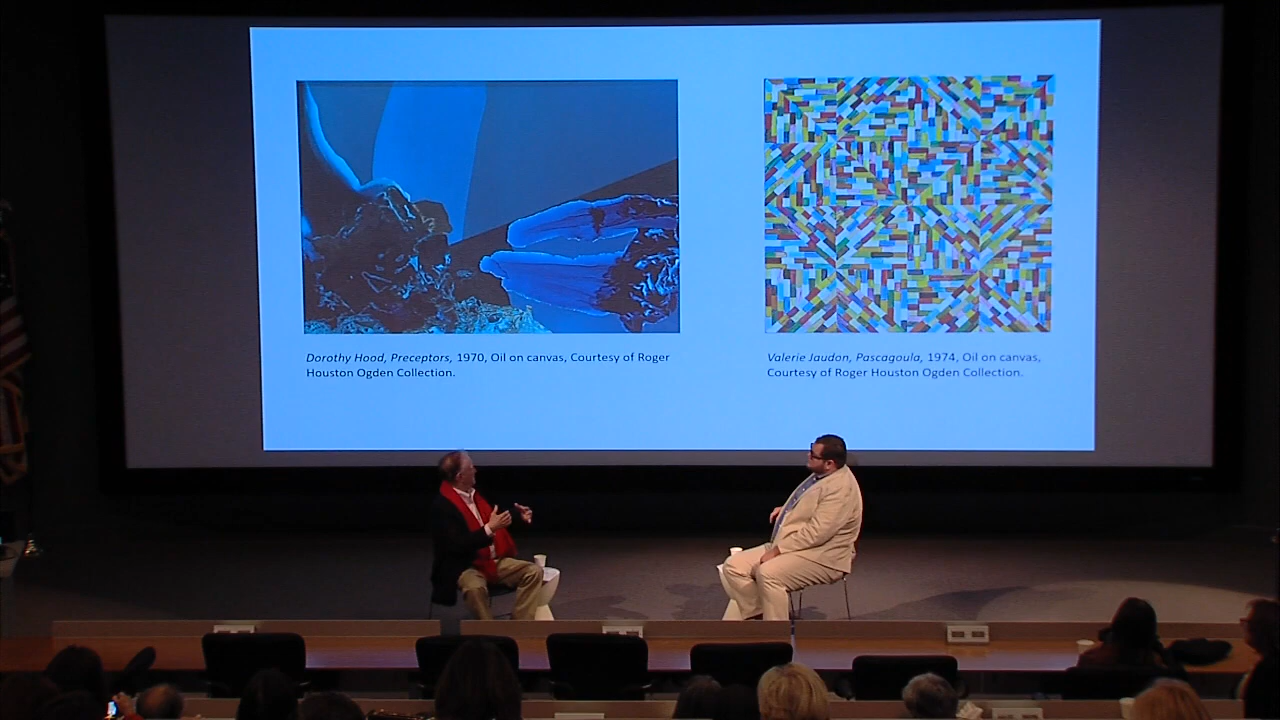 Dorothy Hood, Preceptors, 1970, Oil on canvas, Courtesy of Roger
Houston Ogden Collection.
Valerie Jaudon, Pascagoula, 1974, Oil on canvas,
Courtesy of Roger Houston Ogden Collection.